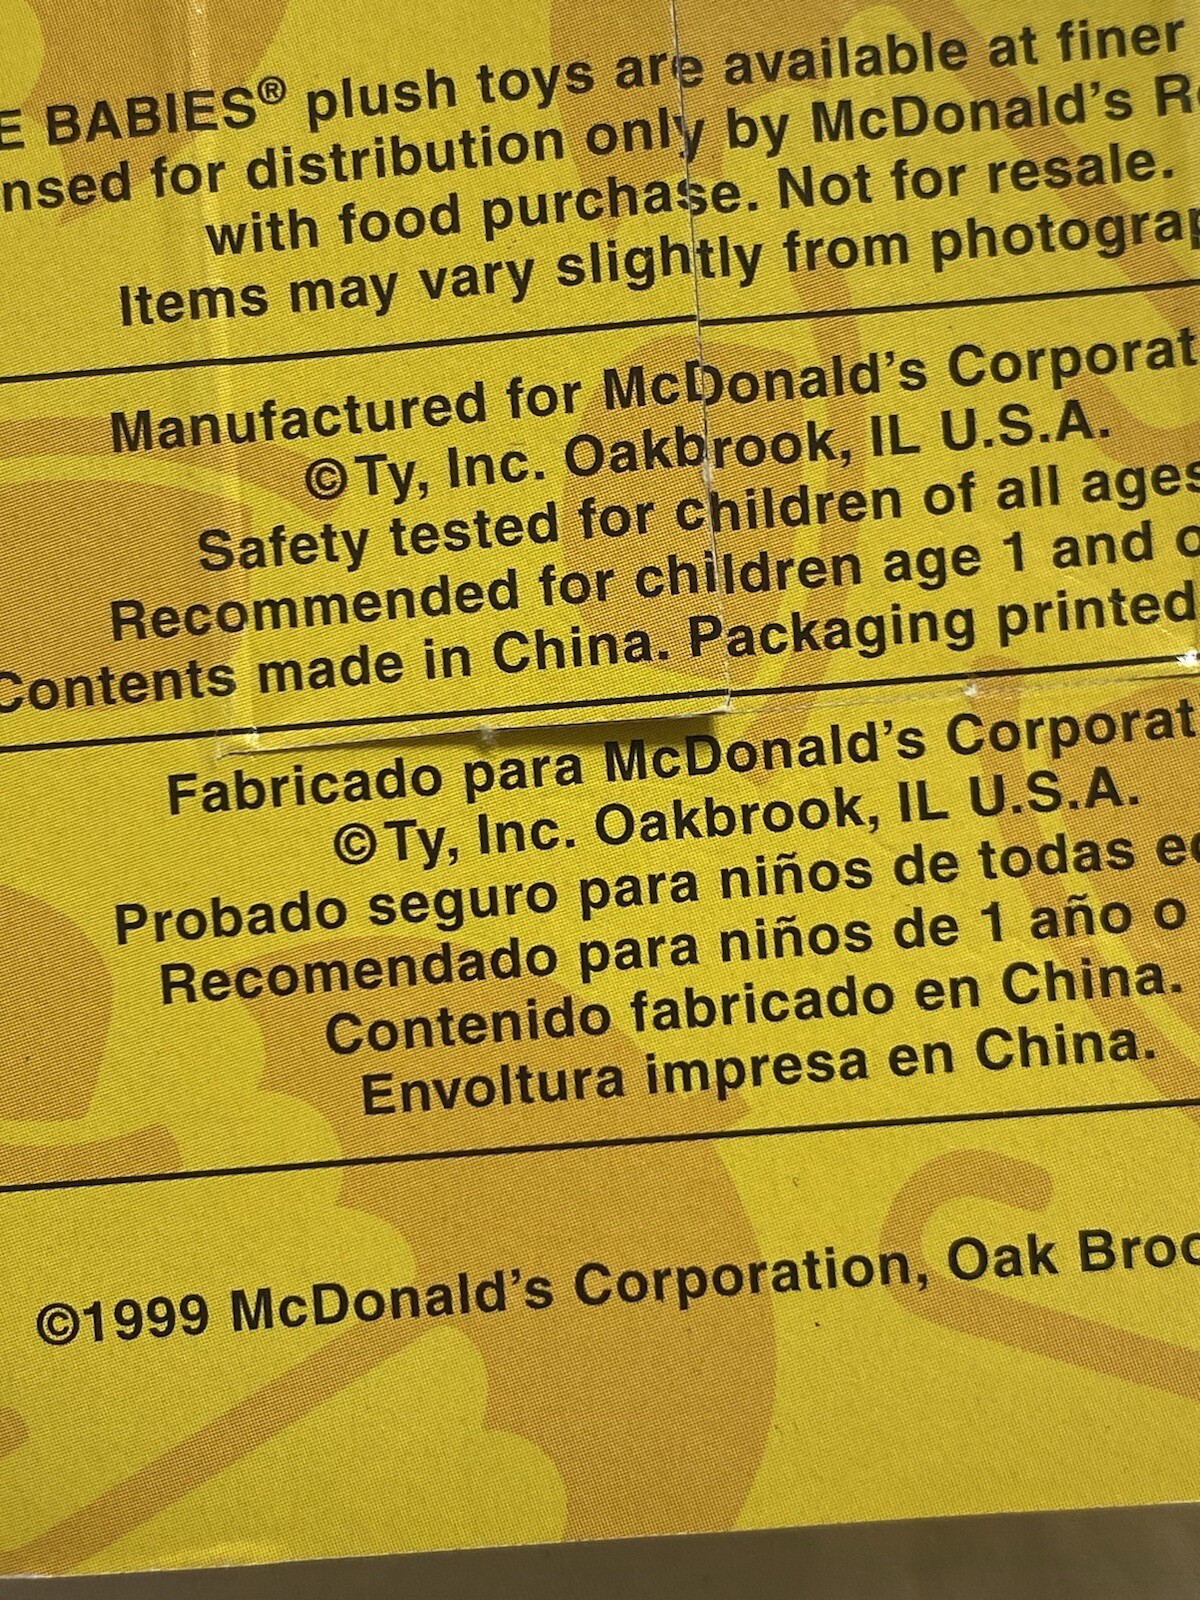 BABIES® plush toys are available at finer
for distribution only by McDonald's
with food purchase. Not for resale.
Items may vary slightly from
Manufactured for McDonald's
©Ty, Inc. Oakbrook, IL U.S.A.
Safety tested for children of all ages
Recommended for children age 1 and
Contents made in China. Packaging printed
Fabricado para McDonald's
©Ty, Inc. Oakbrook, IL U.S.A.
Probado seguro para niños de todas
Recomendado para niños de 1 año o
Contenido fabricado en China.
Envoltura impresa en China.
©1999 McDonald's Corporation, Oak